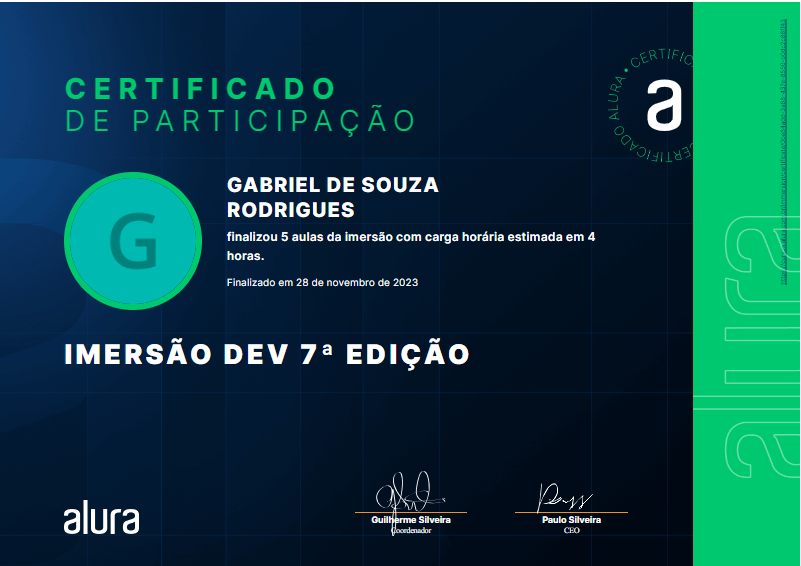 CERTIFICADO
DE PARTICIPAÇÃO
CERTIFICADO ALURA • CERTIFIC
a
G
GABRIEL DE SOUZA
RODRIGUES
finalizou 5 aulas da imersão com carga horária estimada em 4
horas.
Finalizado em 28 de novembro de 2023
IMERSÃO DEV 7ª EDIÇÃO
alura
Guilherme Silveira
Coordenador
Paulo Silveira
CEO
alura